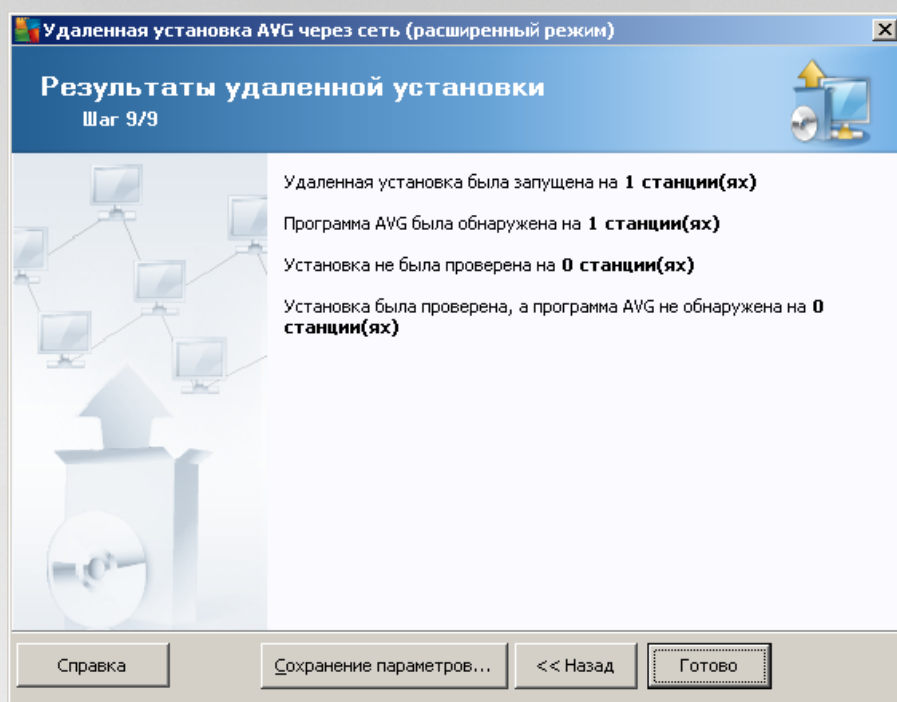 Удаленная установка AVG через сеть (расширенный режим)
Результаты удаленной установки
Шаг 9/9
Удаленная установка была запущена на 1 станции(ях)
Программа AVG была обнаружена на 1 станции(ях)
Установка не была проверена на 0 станции(ях)
Установка была проверена, а программа AVG не обнаружена на 0
станции(ях)
Справка
Сохранение параметров...
<< Назад
Готово